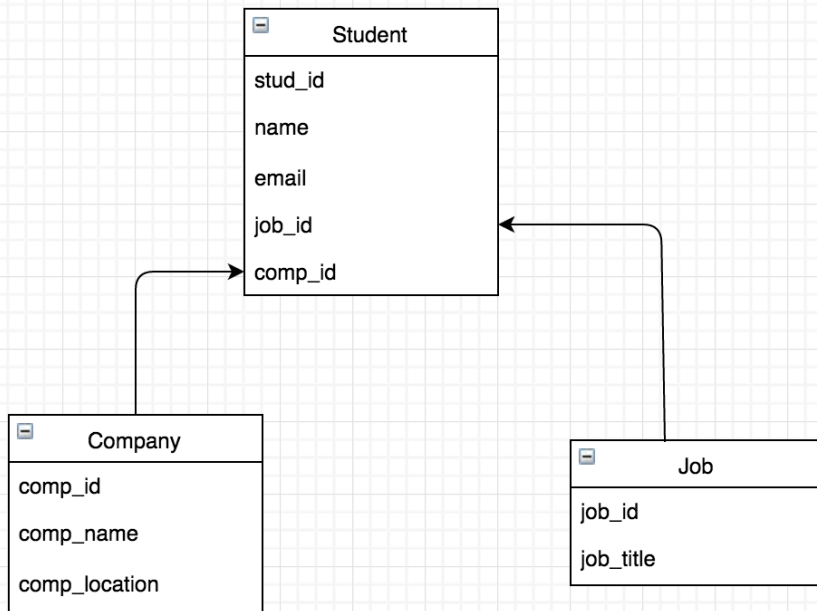 Student
stud_id
name
email
job_id
comp_id
Company
comp_id
comp_name
comp_location
Job
job_id
job_title